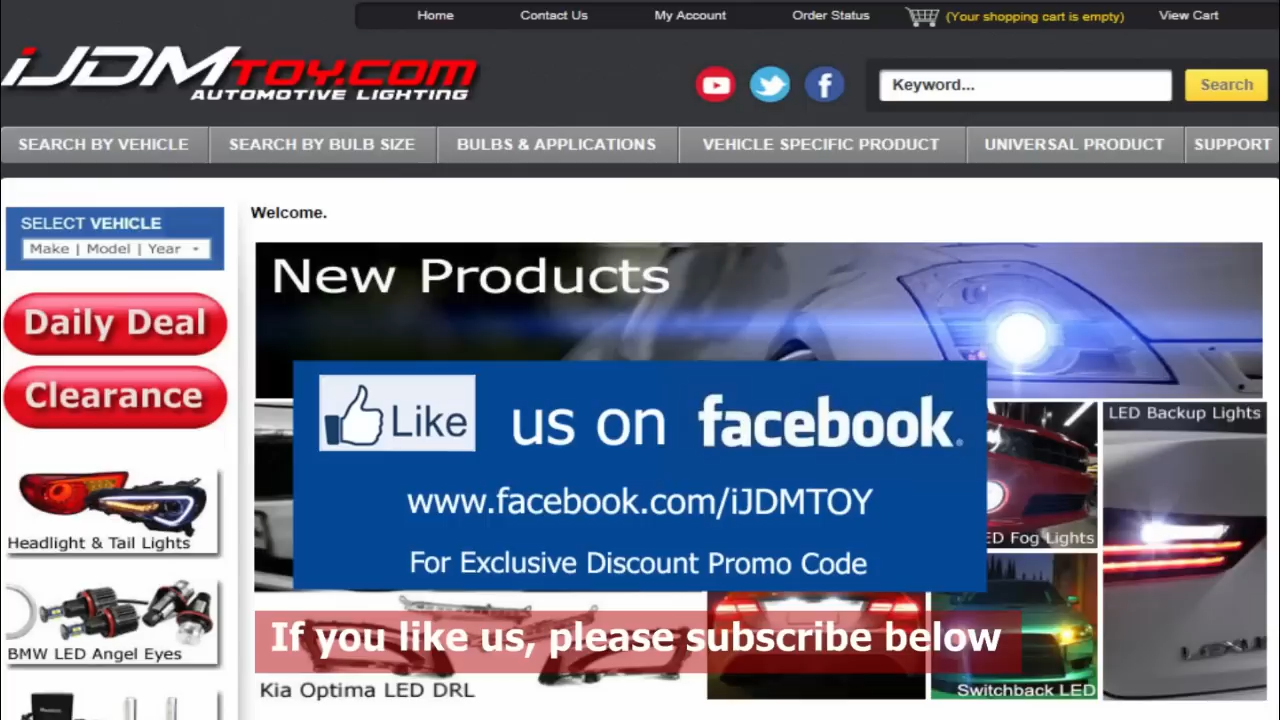 Home
Contact Us
My Account
Order Status
(Your shopping cart is empty)
View Cart
iJDMTOY.COM
AUTOMOTIVE LIGHTING
Keyword...
Search
SEARCH BY VEHICLE
SEARCH BY BULB SIZE
BULBS & APPLICATIONS
VEHICLE SPECIFIC PRODUCT
UNIVERSAL PRODUCT
SUPPORT
SELECT VEHICLE
Make | Model | Year
Daily Deal
Clearance
Headlight & Tail Lights
BMW LED Angel Eyes
Welcome.
New Products
Like us on facebook
www.facebook.com/iJDMTOY
For Exclusive Discount Promo Code
LED Backup Lights
ED Fog Lights
If you like us, please subscribe below
Kia Optima LED DRL
Switchback LED